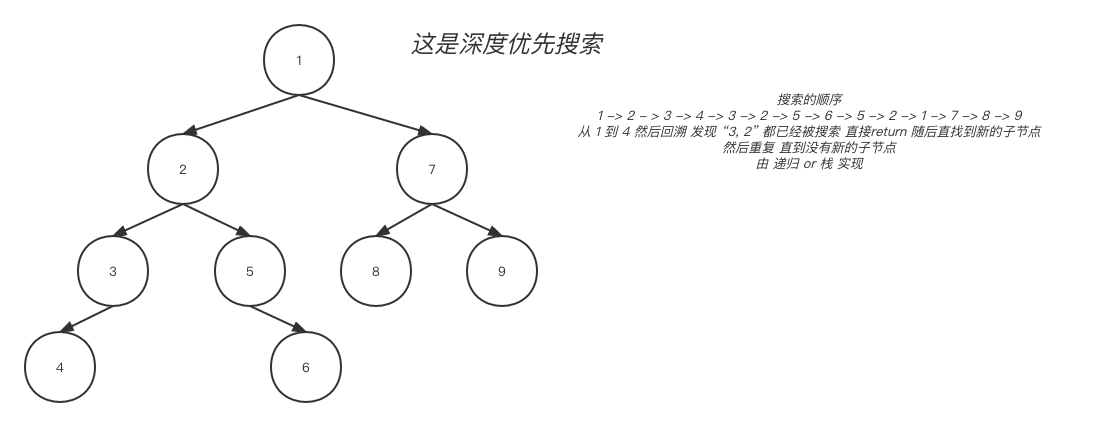 这是深度优先搜索
1
搜索的顺序
1 -> 2 - > 3 -> 4 -> 3 -> 2 -> 5 -> 6 -> 5 -> 2 -> 1 -> 7 -> 8 -> 9
从 1 到 4 然后回溯 发现 “3, 2” 都已经被搜索 直接return 随后直找到新的子节点
然后重复 直到没有新的子节点
由 递归 or 栈 实现
2
7
3
5
8
9
4
6